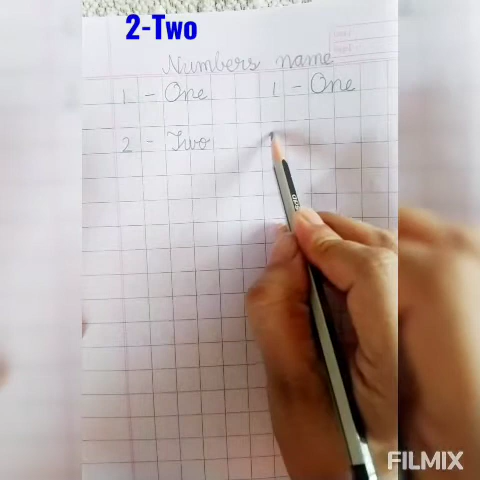 2-Two
Numbers name
1 - One 1 - One
2 - Two
FILMIX